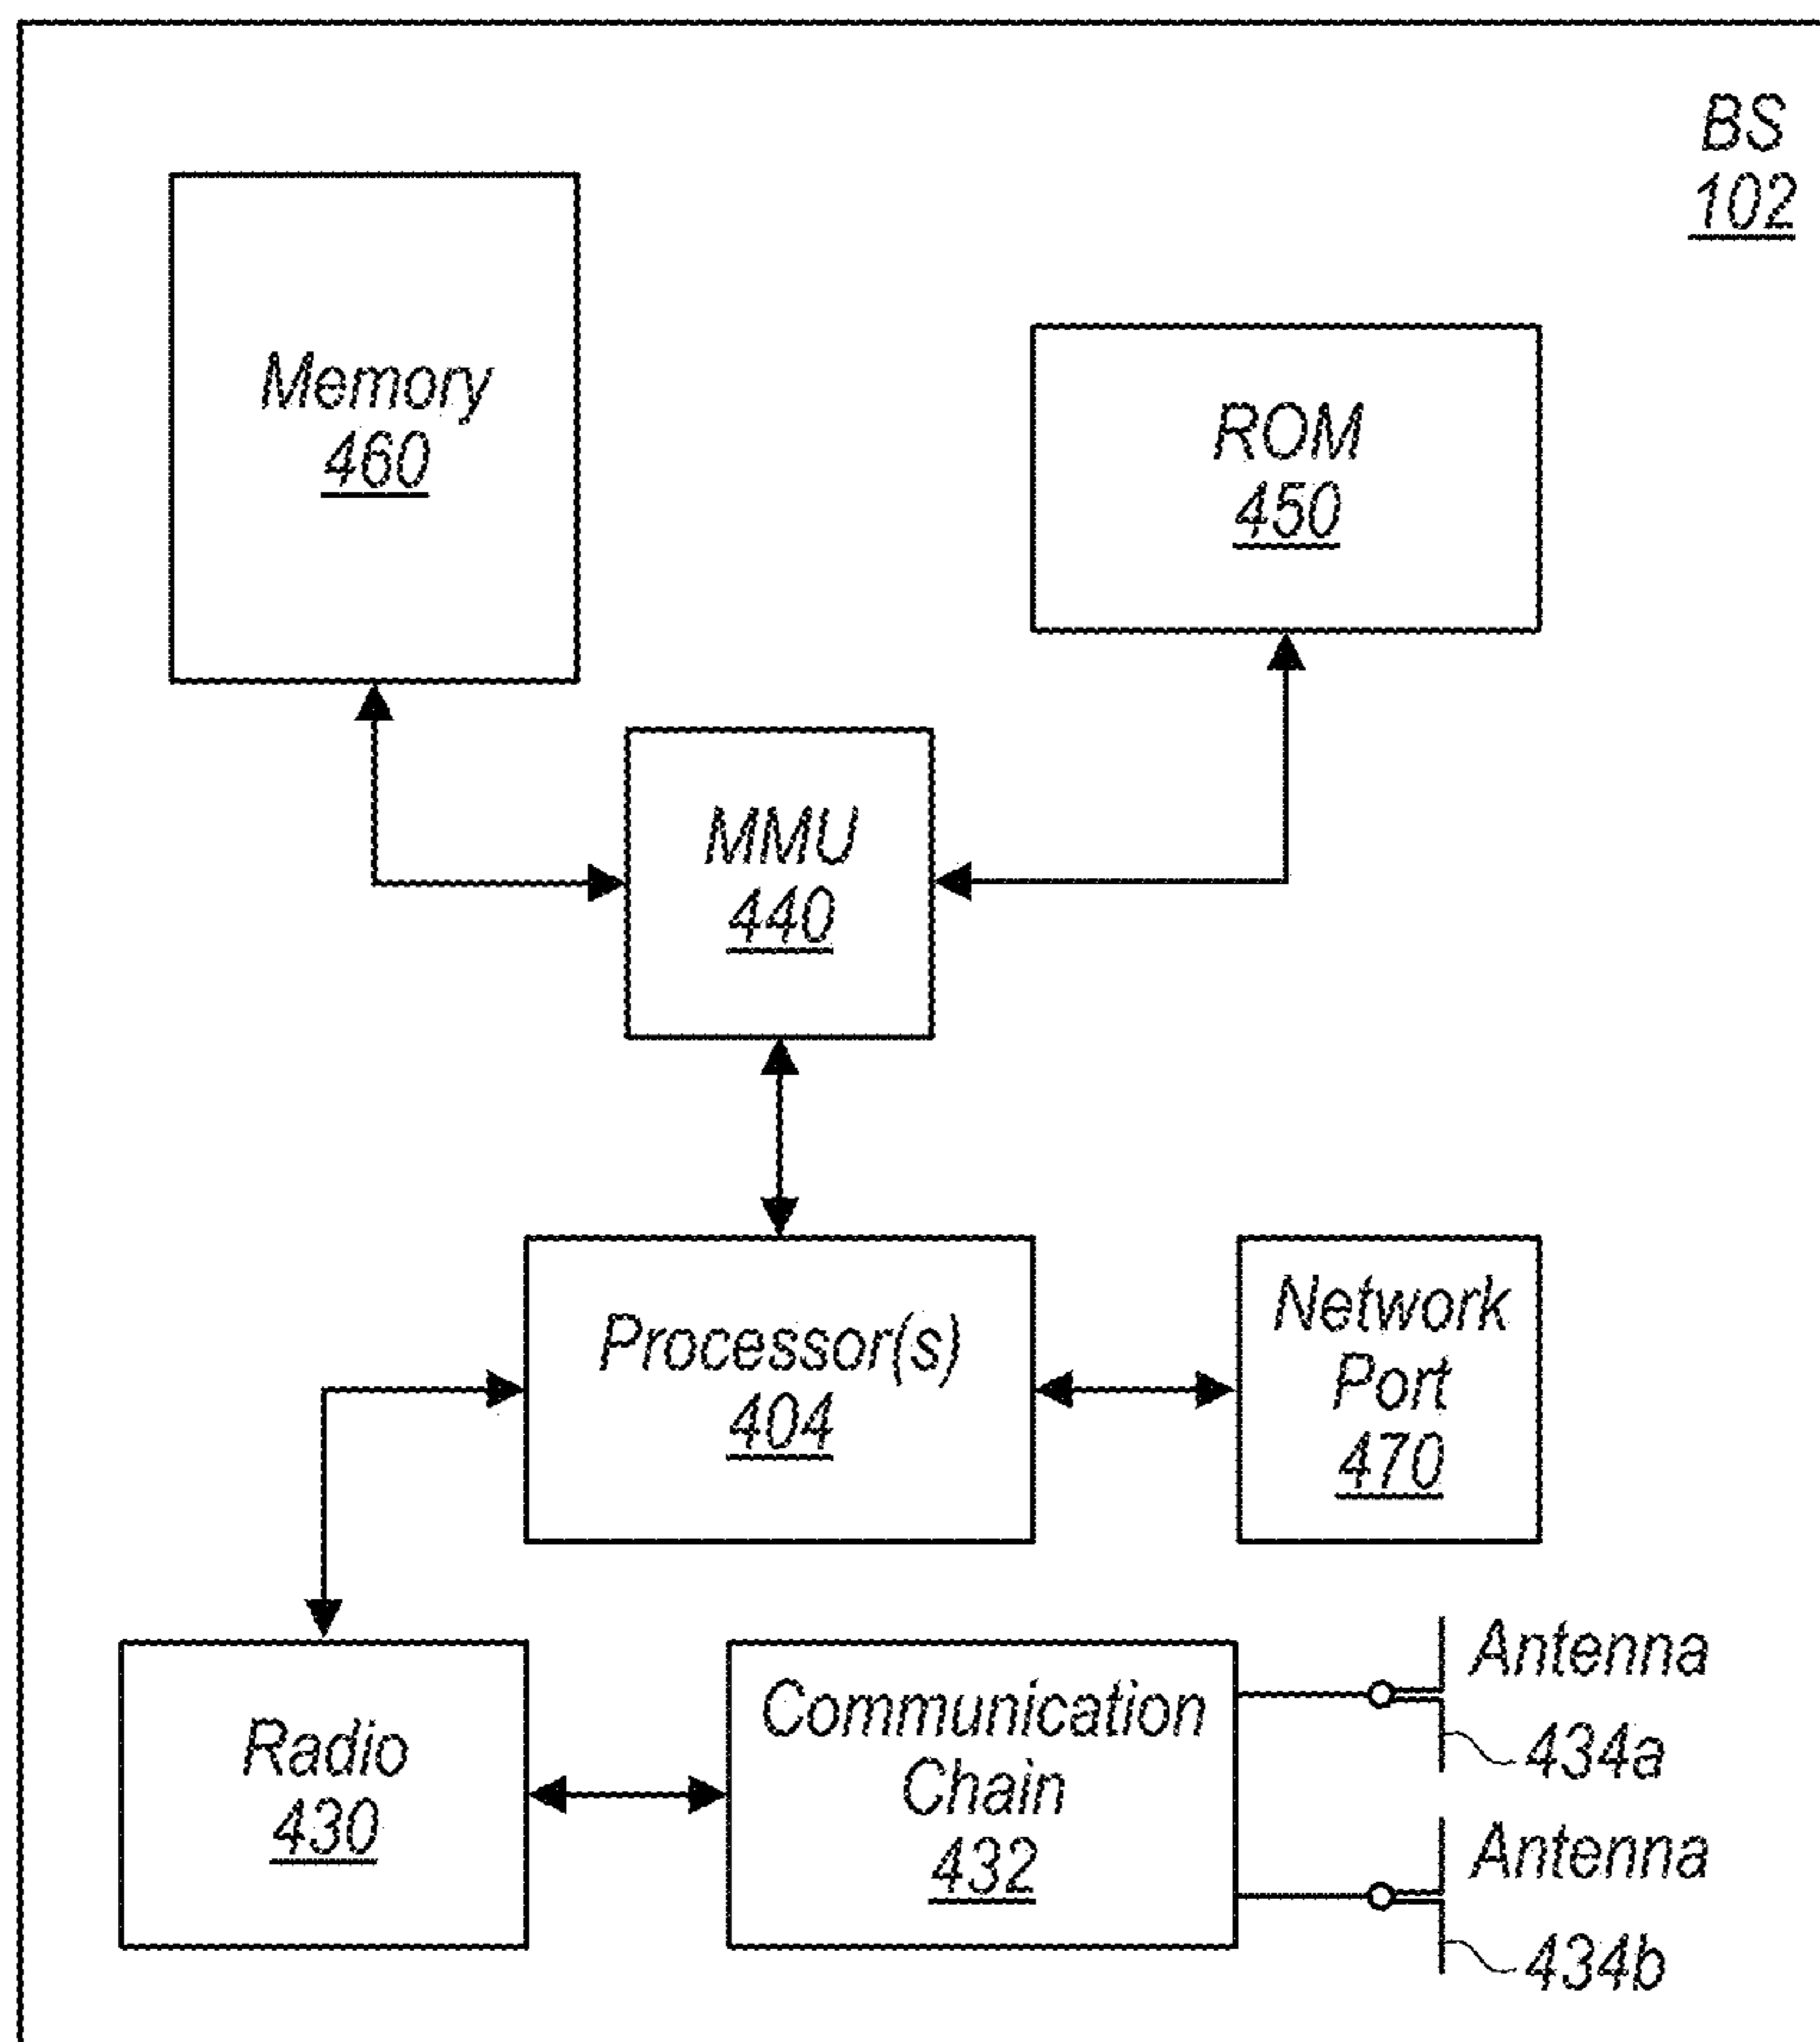 BS
102
Memory
460
ROM
450
MMU
440
Processor(s)
404
Network
Port
470
Radio
430
Communication
Chain
432
Antenna
434a
Antenna
434b